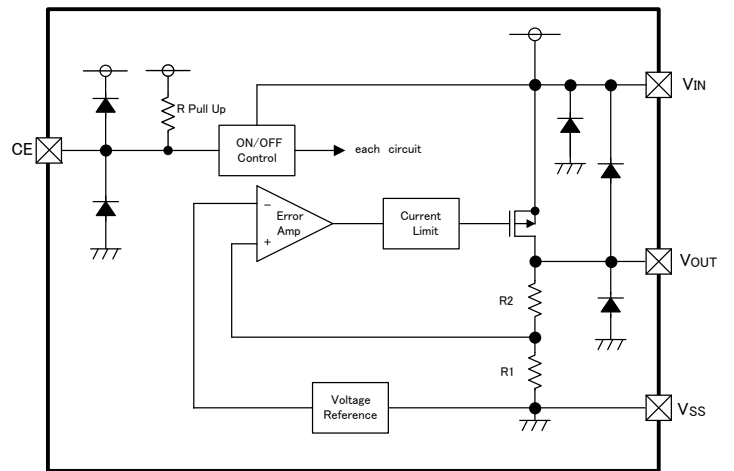 VIN
R Pull Up
CE
ON/OFF
Control
each circuit
−
Error
Amp
+
Current
Limit
VOUT
R2
R1
Voltage
Reference
VSS